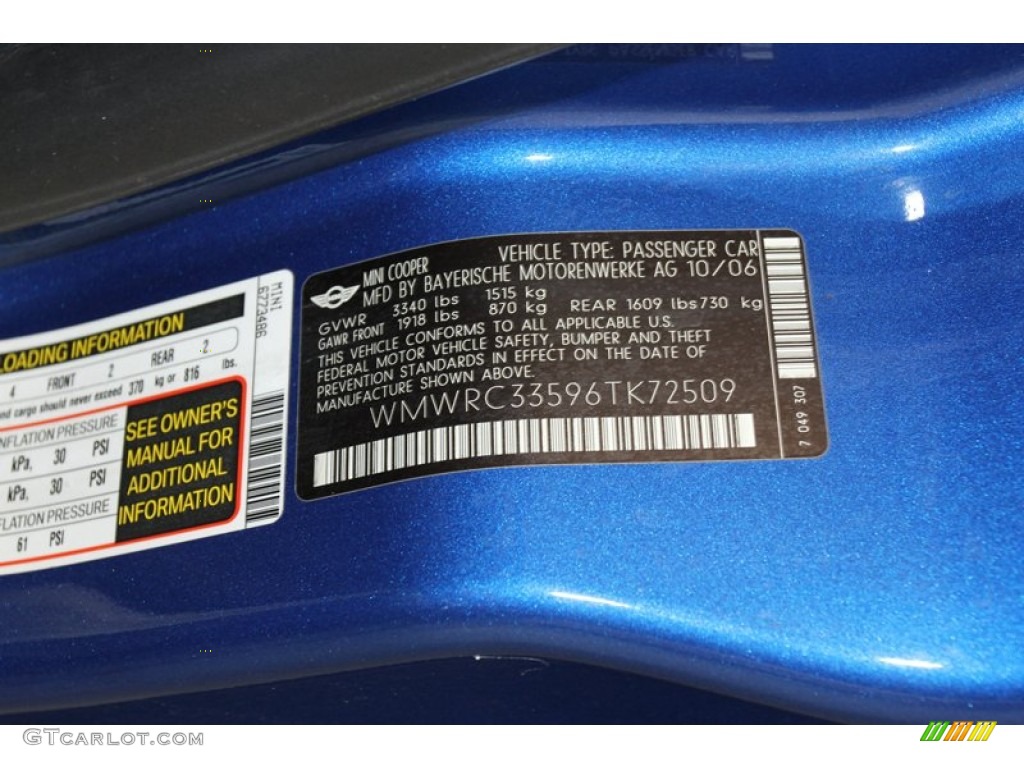 VEHICLE TYPE: PASSENGER CAR
MINI COOPER
MFD BY BAYERISCHE MOTORENWERKE AG 10/06
GVWR 3340 lbs 1515 kg
GAWR FRONT 1918 lbs 870 kg REAR 1609 lbs 730 kg
THIS VEHICLE CONFORMS TO ALL APPLICABLE U.S.
FEDERAL MOTOR VEHICLE SAFETY, BUMPER AND THEFT
PREVENTION STANDARDS IN EFFECT ON THE DATE OF
MANUFACTURE SHOWN ABOVE.
WMWRC33596TK72509
7 049 307
MINI
6773486
LOADING INFORMATION
4 FRONT 2 REAR 2
and cargo should never exceed 370 kg or 816 lbs.
INFLATION PRESSURE
kPa, 30 PSI
kPa, 30 PSI
INFLATION PRESSURE
61 PSI
SEE OWNER'S
MANUAL FOR
ADDITIONAL
INFORMATION
GTCARLOT.COM